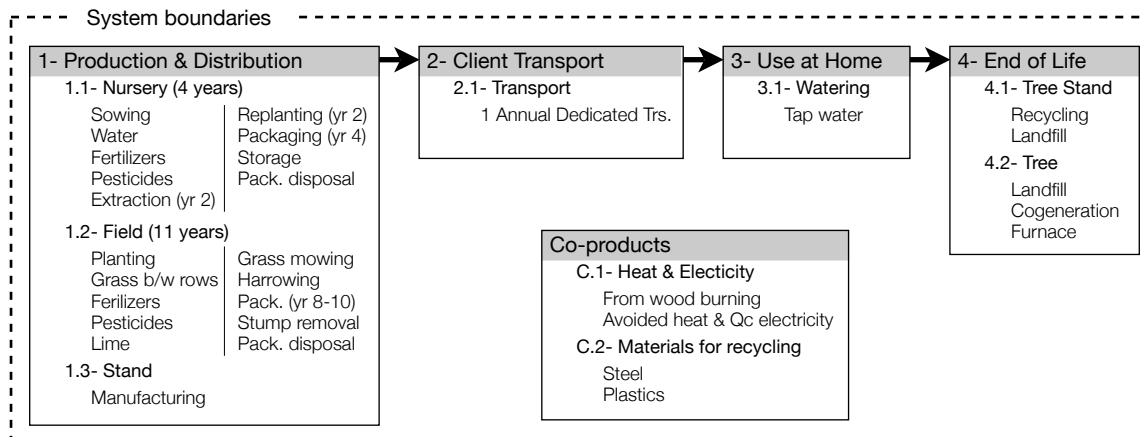 System boundaries
1- Production & Distribution
1.1- Nursery (4 years)
Sowing
Water
Fertilizers
Pesticides
Extraction (yr 2)
Replanting (yr 2)
Packaging (yr 4)
Storage
Pack. disposal
1.2- Field (11 years)
Planting
Grass b/w rows
Ferilizers
Pesticides
Lime
Grass mowing
Harrowing
Pack. (yr 8-10)
Stump removal
Pack. disposal
1.3- Stand
Manufacturing
2- Client Transport
2.1- Transport
1 Annual Dedicated Trs.
3- Use at Home
3.1- Watering
Tap water
4- End of Life
4.1- Tree Stand
Recycling
Landfill
4.2- Tree
Landfill
Cogeneration
Furnace
Co-products
C.1- Heat & Electicity
From wood burning
Avoided heat & Qc electricity
C.2- Materials for recycling
Steel
Plastics